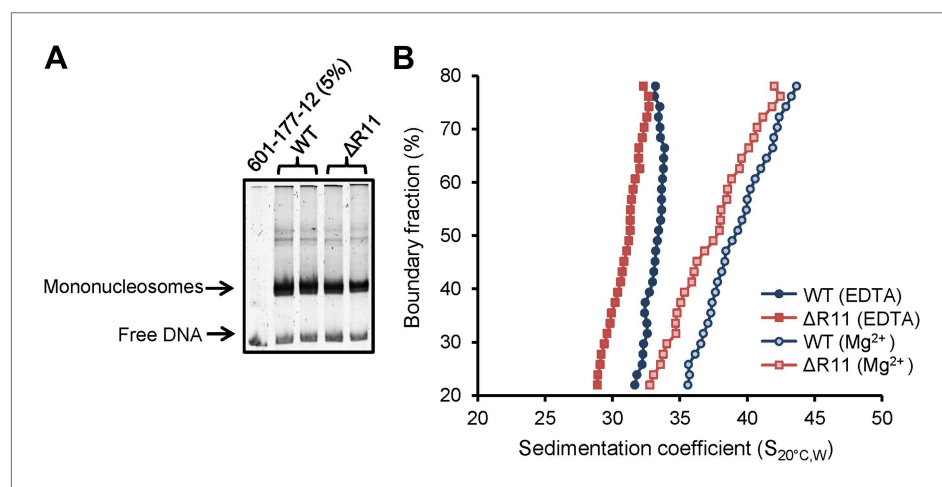 A
601-177-12 (5%)
WT
ΔR11
Mononucleosomes
Free DNA
B
Boundary fraction (%)
80
70
60
50
40
30
20
20 25 30 35 40 45 50
Sedimentation coefficient (S20°C,W)
WT (EDTA)
ΔR11 (EDTA)
WT (Mg²⁺)
ΔR11 (Mg²⁺)